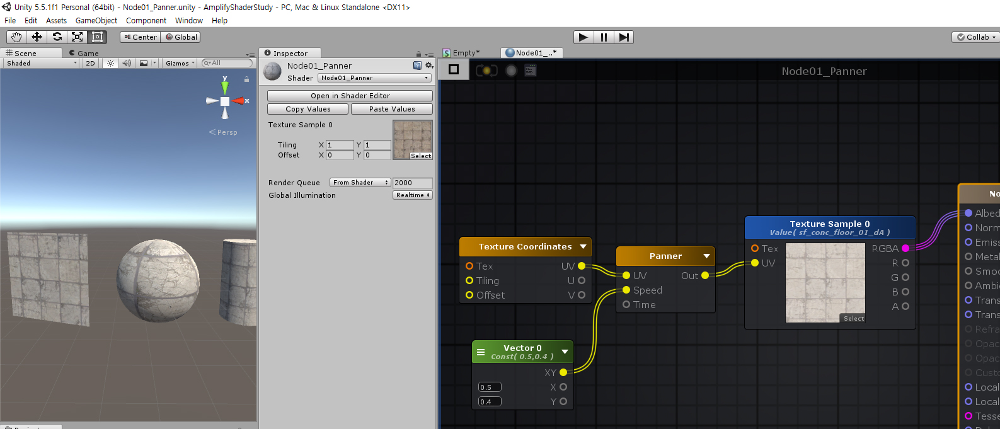 Unity 5.5.1f1 Personal (64bit) - Node01_Panner.unity - AmplifyShaderStudy - PC, Mac & Linux Standalone <DX11>
File Edit Assets GameObject Component Window Help
Center Global Collab
Scene Game Inspector Empty* Node01_..*
Shaded 2D Gizmos All
Node01_Panner
Shader Node01_Panner
Open in Shader Editor
Copy Values Paste Values
Texture Sample 0
Tiling X 1 Y 1
Offset X 0 Y 0
Select
Render Queue From Shader 2000
Global Illumination Realtime
y
x
Persp
Node01_Panner
Texture Coordinates
Tex UV
Tiling U
Offset V
Vector 0
Const( 0.5,0.4 )
XY
0.5 X
0.4 Y
Panner
UV Out
Speed
Time
Texture Sample 0
Value( sf_conc_floor_01_dA )
Tex RGBA
UV R
G
B
A
Select
No
Albed
Norm
Emiss
Metal
Smoo
Ambie
Trans
Trans
Refra
Opac
Opac
Custo
Local
Local
Tesse